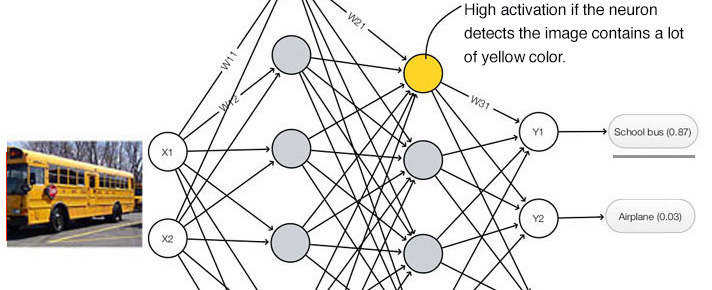 High activation if the neuron
detects the image contains a lot
of yellow color.
W21
W11
W12
W31
X1
Y1
School bus (0.87)
X2
Y2
Airplane (0.03)